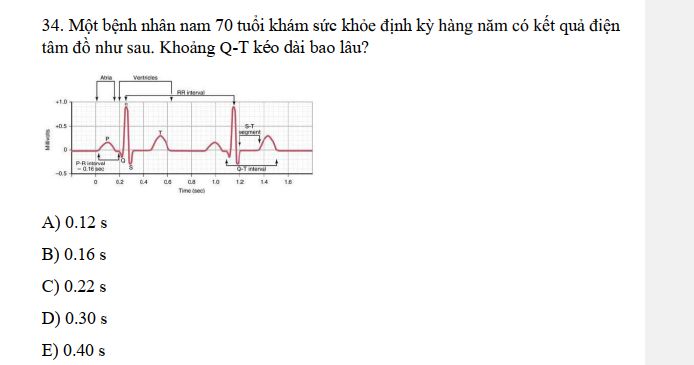 34. Một bệnh nhân nam 70 tuổi khám sức khỏe định kỳ hàng năm có kết quả điện
tâm đồ như sau. Khoảng Q-T kéo dài bao lâu?
Atria Ventricles
RR interval
+1.0
+0.5
0
−0.5
Millivolts
P
Q
R
S
T
S-T
segment
P-R interval
= 0.16 sec
Q-T interval
0 0.2 0.4 0.6 0.8 1.0 1.2 1.4 1.6
Time (sec)
A) 0.12 s
B) 0.16 s
C) 0.22 s
D) 0.30 s
E) 0.40 s